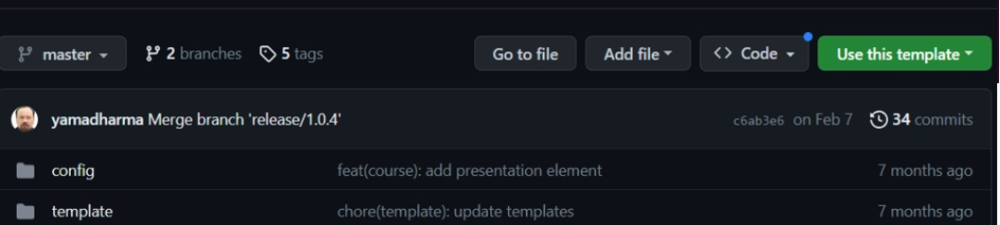 master 2 branches 5 tags Go to file Add file <> Code Use this template
yamadharma Merge branch 'release/1.0.4' c6ab3e6 on Feb 7 34 commits
config feat(course): add presentation element 7 months ago
template chore(template): update templates 7 months ago